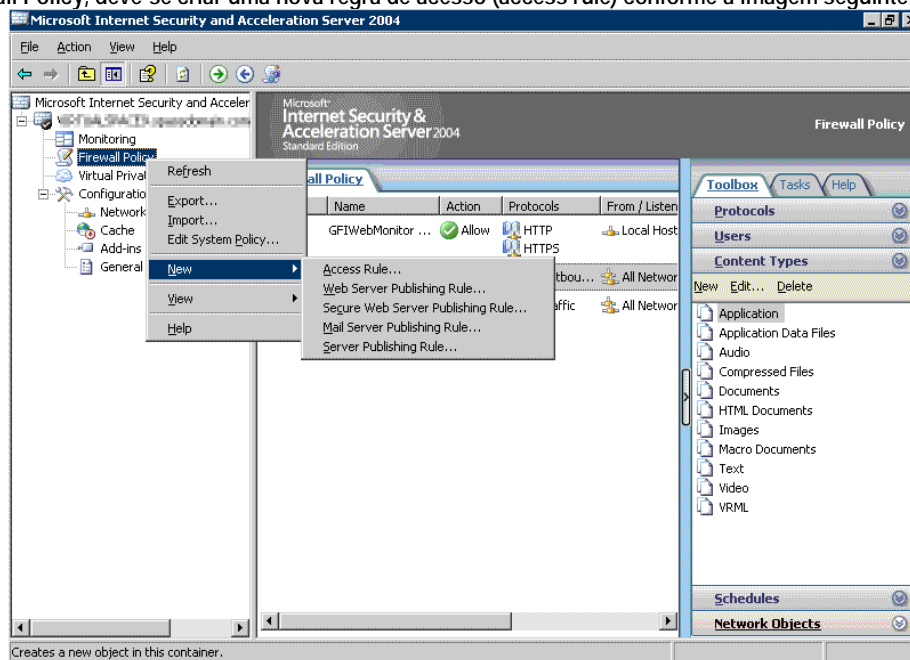 all Policy, deve-se criar uma nova regra de acesso (access rule) conforme a imagem seguinte
Microsoft Internet Security and Acceleration Server 2004
File Action View Help
Microsoft Internet Security and Acceler
Monitoring
Firewall Policy
Virtual Privat
Configuratio
Network
Cache
Add-ins
General
Refresh
Export...
Import...
Edit System Policy...
New
View
Help
Access Rule...
Web Server Publishing Rule...
Secure Web Server Publishing Rule...
Mail Server Publishing Rule...
Server Publishing Rule...
Microsoft
Internet Security &
Acceleration Server 2004
Standard Edition
Firewall Policy
all Policy
Name Action Protocols From / Listen
GFIWebMonitor ... Allow HTTP Local Host
HTTPS
tbou... All Networ
affic All Networ
Toolbox Tasks Help
Protocols
Users
Content Types
New Edit... Delete
Application
Application Data Files
Audio
Compressed Files
Documents
HTML Documents
Images
Macro Documents
Text
Video
VRML
Schedules
Network Objects
Creates a new object in this container.